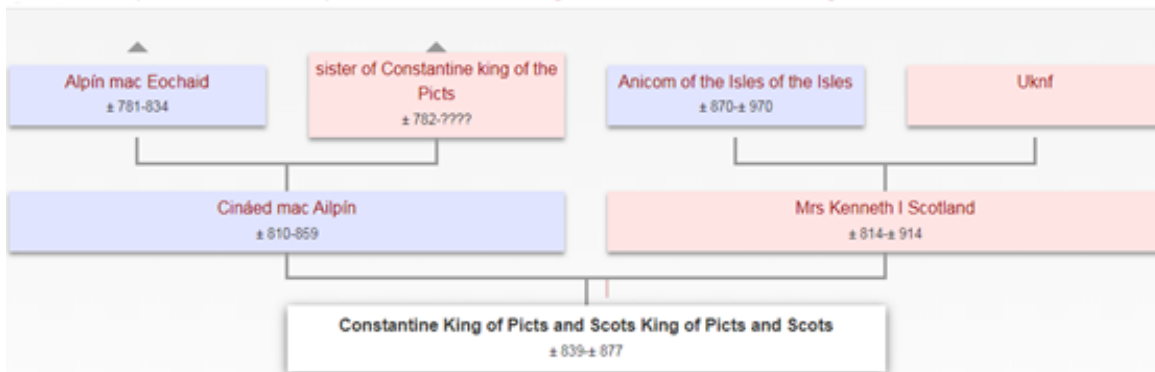 Alpín mac Eochaid
± 781-834
sister of Constantine king of the
Picts
± 782-????
Anicom of the Isles of the Isles
± 870-± 970
Uknf
Cináed mac Ailpín
± 810-859
Mrs Kenneth I Scotland
± 814-± 914
Constantine King of Picts and Scots King of Picts and Scots
± 839-± 877